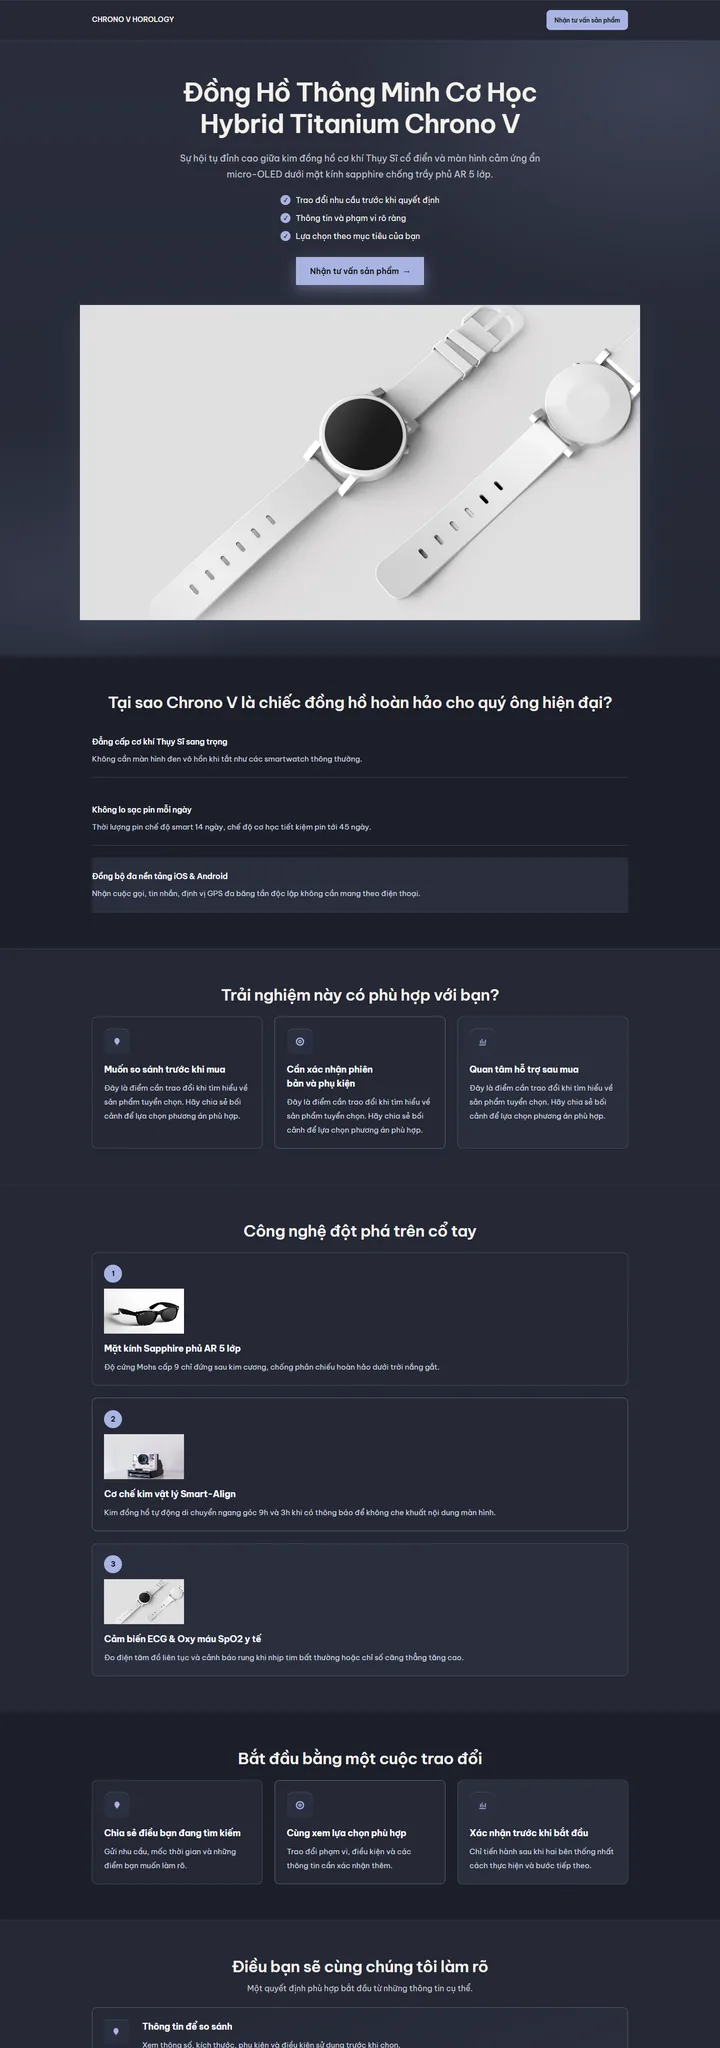 CHRONO V HOROLOGY
Nhận tư vấn sản phẩm
Đồng Hồ Thông Minh Cơ Học
Hybrid Titanium Chrono V
Sự hội tụ đỉnh cao giữa kim đồng hồ cơ khí Thụy Sĩ cổ điển và màn hình cảm ứng ẩn
micro-OLED dưới mặt kính sapphire chống trầy phủ AR 5 lớp.
Trao đổi nhu cầu trước khi quyết định
Thông tin và phạm vi rõ ràng
Lựa chọn theo mục tiêu của bạn
Nhận tư vấn sản phẩm →
Tại sao Chrono V là chiếc đồng hồ hoàn hảo cho quý ông hiện đại?
Đẳng cấp cơ khí Thụy Sĩ sang trọng
Không cần màn hình đen vô hồn khi tắt như các smartwatch thông thường.
Không lo sạc pin mỗi ngày
Thời lượng pin chế độ smart 14 ngày, chế độ cơ học tiết kiệm pin tới 45 ngày.
Đồng bộ đa nền tảng iOS & Android
Nhận cuộc gọi, tin nhắn, định vị GPS đa băng tần độc lập không cần mang theo điện thoại.
Trải nghiệm này có phù hợp với bạn?
Muốn so sánh trước khi mua
Đây là điểm cần trao đổi khi tìm hiểu về
sản phẩm tuyển chọn. Hãy chia sẻ bối
cảnh để lựa chọn phương án phù hợp.
Cần xác nhận phiên
bản và phụ kiện
Đây là điểm cần trao đổi khi tìm hiểu về
sản phẩm tuyển chọn. Hãy chia sẻ bối
cảnh để lựa chọn phương án phù hợp.
Quan tâm hỗ trợ sau mua
Đây là điểm cần trao đổi khi tìm hiểu về
sản phẩm tuyển chọn. Hãy chia sẻ bối
cảnh để lựa chọn phương án phù hợp.
Công nghệ đột phá trên cổ tay
1
Mặt kính Sapphire phủ AR 5 lớp
Độ cứng Mohs cấp 9 chỉ đứng sau kim cương, chống phản chiếu hoàn hảo dưới trời nắng gắt.
2
Cơ chế kim vật lý Smart-Align
Kim đồng hồ tự động di chuyển ngang góc 9h và 3h khi có thông báo để không che khuất nội dung màn hình.
3
Cảm biến ECG & Oxy máu SpO2 y tế
Đo điện tâm đồ liên tục và cảnh báo rung khi nhịp tim bất thường hoặc chỉ số căng thẳng tăng cao.
Bắt đầu bằng một cuộc trao đổi
Chia sẻ điều bạn đang tìm kiếm
Gửi nhu cầu, mốc thời gian và những
điểm bạn muốn làm rõ.
Cùng xem lựa chọn phù hợp
Trao đổi phạm vi, điều kiện và các
thông tin cần xác nhận thêm.
Xác nhận trước khi bắt đầu
Chỉ tiến hành sau khi hai bên thống nhất
cách thực hiện và bước tiếp theo.
Điều bạn sẽ cùng chúng tôi làm rõ
Một quyết định phù hợp bắt đầu từ những thông tin cụ thể.
Thông tin để so sánh
Xem thông số, kích thước, phụ kiện và điều kiện sử dụng trước khi chọn.